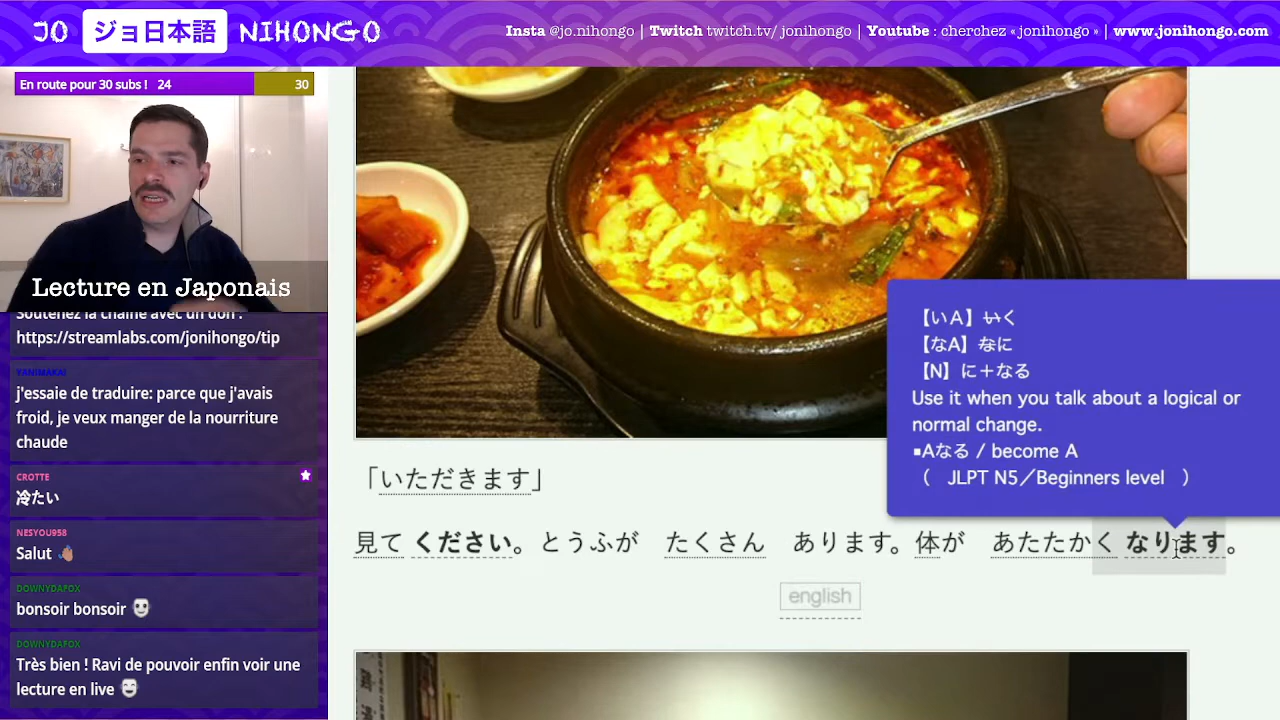 JO ジョ日本語 NIHONGO
Insta @jo.nihongo | Twitch twitch.tv/ jonihongo | Youtube : cherchez « jonihongo » | www.jonihongo.com
En route pour 30 subs ! 24 30
Lecture en Japonais
Soutenez la chaîne avec un don :
https://streamlabs.com/jonihongo/tip
YANIMAKAI
j'essaie de traduire: parce que j'avais
froid, je veux manger de la nourriture
chaude
CROTTE
冷たい
NESYOU958
Salut
DOWNYDAFOX
bonsoir bonsoir
DOWNYDAFOX
Très bien ! Ravi de pouvoir enfin voir une
lecture en live
【いA】いく
【なA】なに
【N】に＋なる
Use it when you talk about a logical or
normal change.
▪Aなる / become A
（ JLPT N5／Beginners level ）
「いただきます」
見て ください。とうふが たくさん あります。体が あたたかく なります。
english